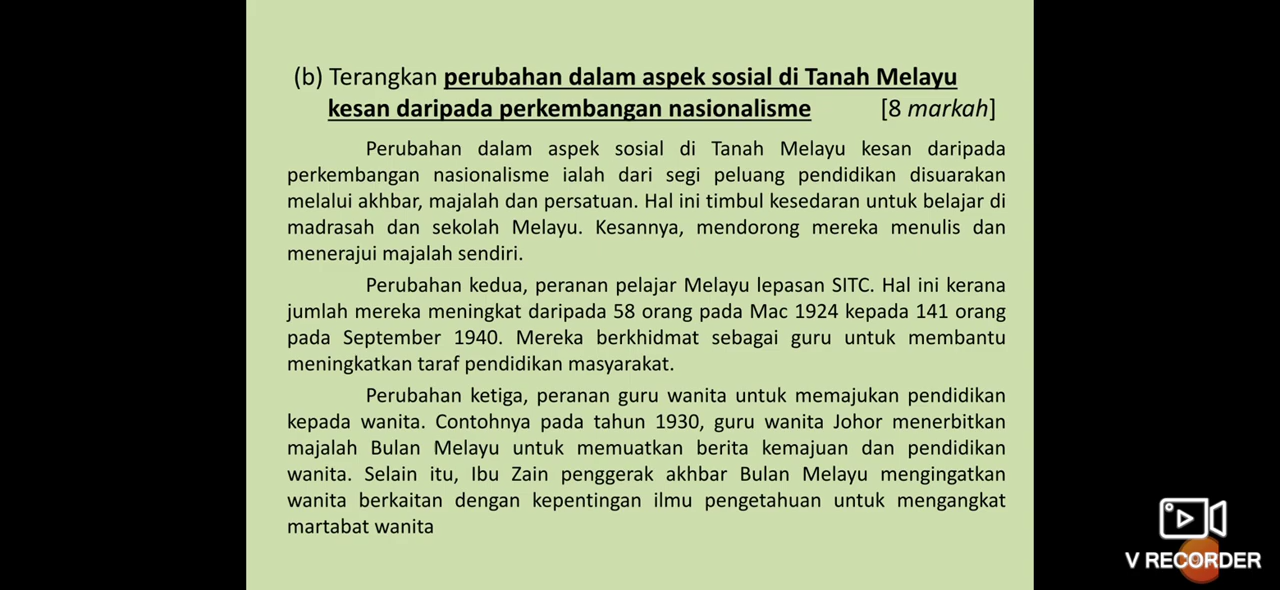 (b) Terangkan perubahan dalam aspek sosial di Tanah Melayu
kesan daripada perkembangan nasionalisme [8 markah]
Perubahan dalam aspek sosial di Tanah Melayu kesan daripada
perkembangan nasionalisme ialah dari segi peluang pendidikan disuarakan
melalui akhbar, majalah dan persatuan. Hal ini timbul kesedaran untuk belajar di
madrasah dan sekolah Melayu. Kesannya, mendorong mereka menulis dan
menerajui majalah sendiri.
Perubahan kedua, peranan pelajar Melayu lepasan SITC. Hal ini kerana
jumlah mereka meningkat daripada 58 orang pada Mac 1924 kepada 141 orang
pada September 1940. Mereka berkhidmat sebagai guru untuk membantu
meningkatkan taraf pendidikan masyarakat.
Perubahan ketiga, peranan guru wanita untuk memajukan pendidikan
kepada wanita. Contohnya pada tahun 1930, guru wanita Johor menerbitkan
majalah Bulan Melayu untuk memuatkan berita kemajuan dan pendidikan
wanita. Selain itu, Ibu Zain penggerak akhbar Bulan Melayu mengingatkan
wanita berkaitan dengan kepentingan ilmu pengetahuan untuk mengangkat
martabat wanita
V RECORDER